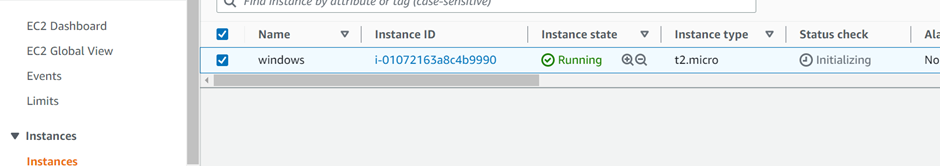 Find Instance by attribute or tag (case-sensitive)
EC2 Dashboard
EC2 Global View
Events
Limits
Instances
Instances
Name Instance ID Instance state Instance type Status check Ala
windows i-01072163a8c4b9990 Running t2.micro Initializing No